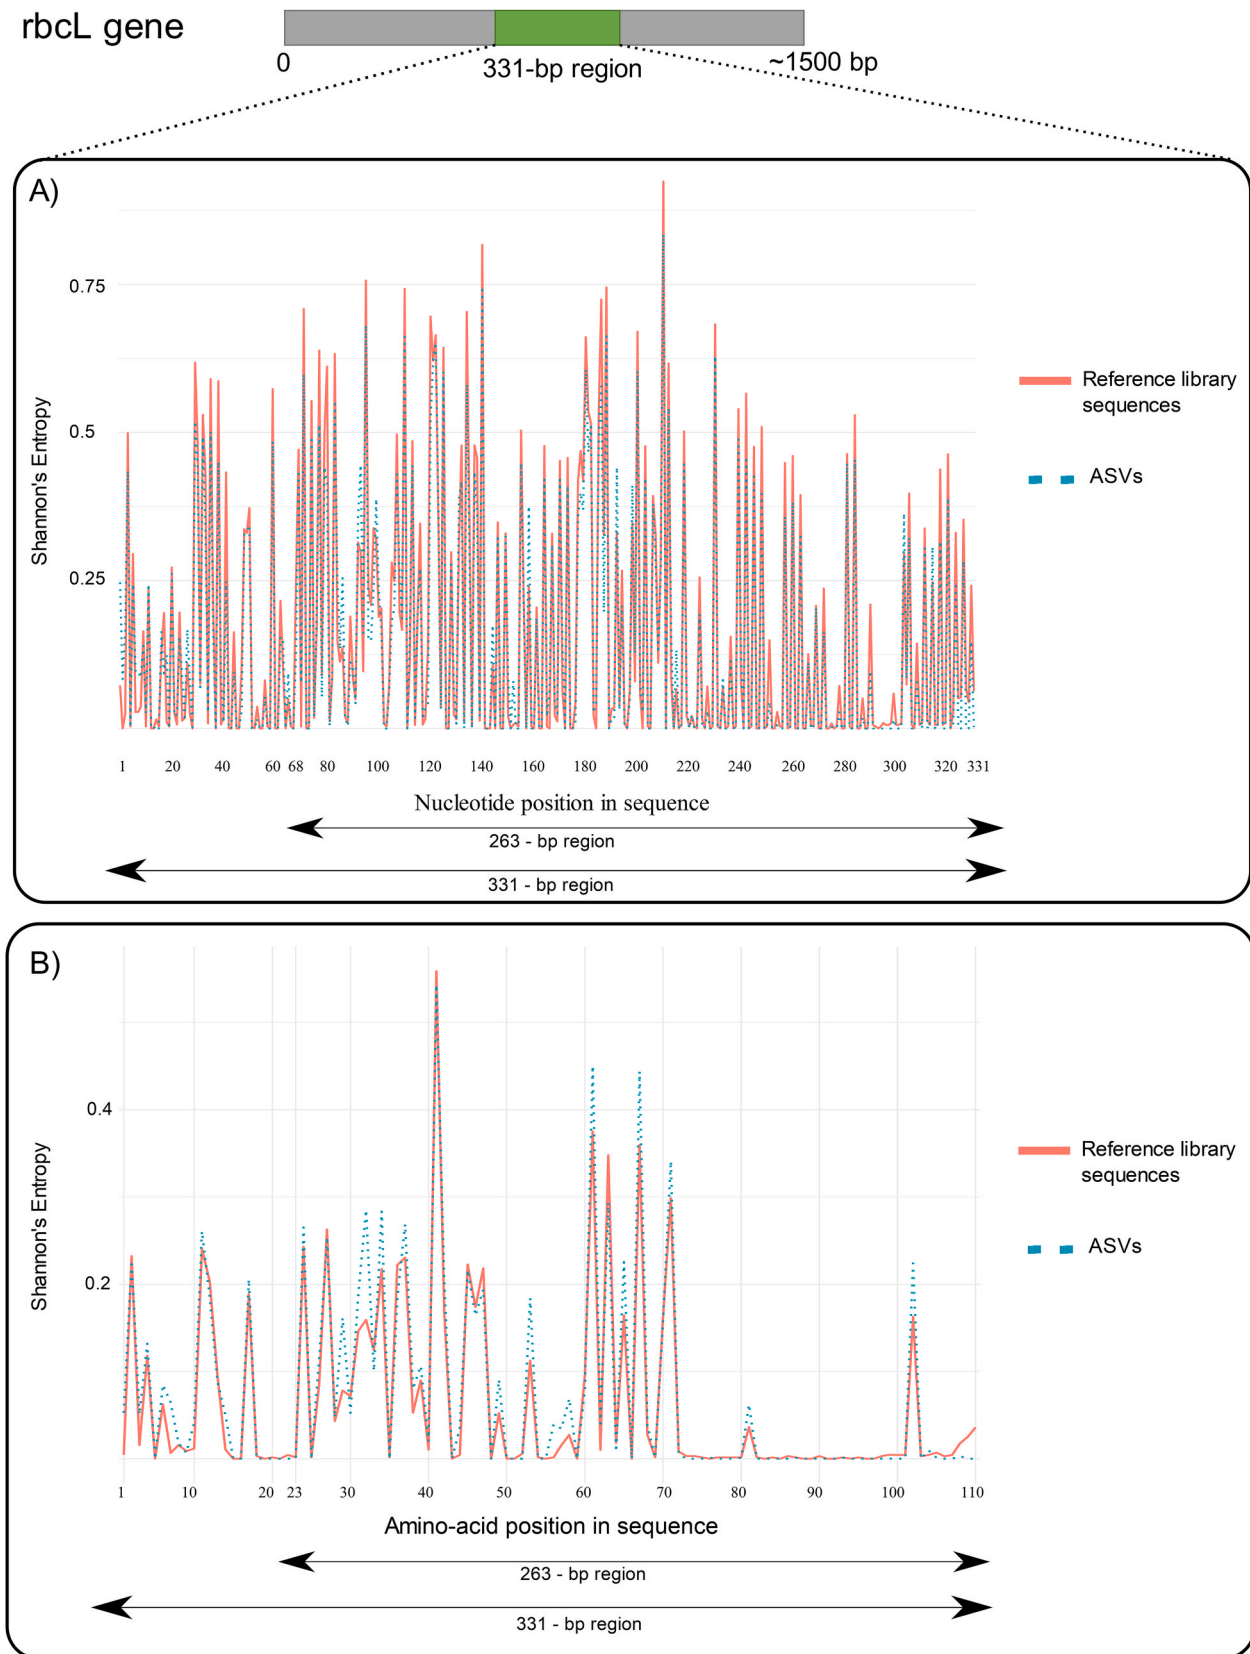 rbcL gene
0
331-bp region
~1500 bp
A)
0.75
0.5
0.25
Shannon's Entropy
Reference library
sequences
ASVs
1 20 40 60 68 80 100 120 140 160 180 200 220 240 260 280 300 320 331
Nucleotide position in sequence
263 - bp region
331 - bp region
B)
0.4
0.2
Shannon's Entropy
Reference library
sequences
ASVs
1 10 20 23 30 40 50 60 70 80 90 100 110
Amino-acid position in sequence
263 - bp region
331 - bp region